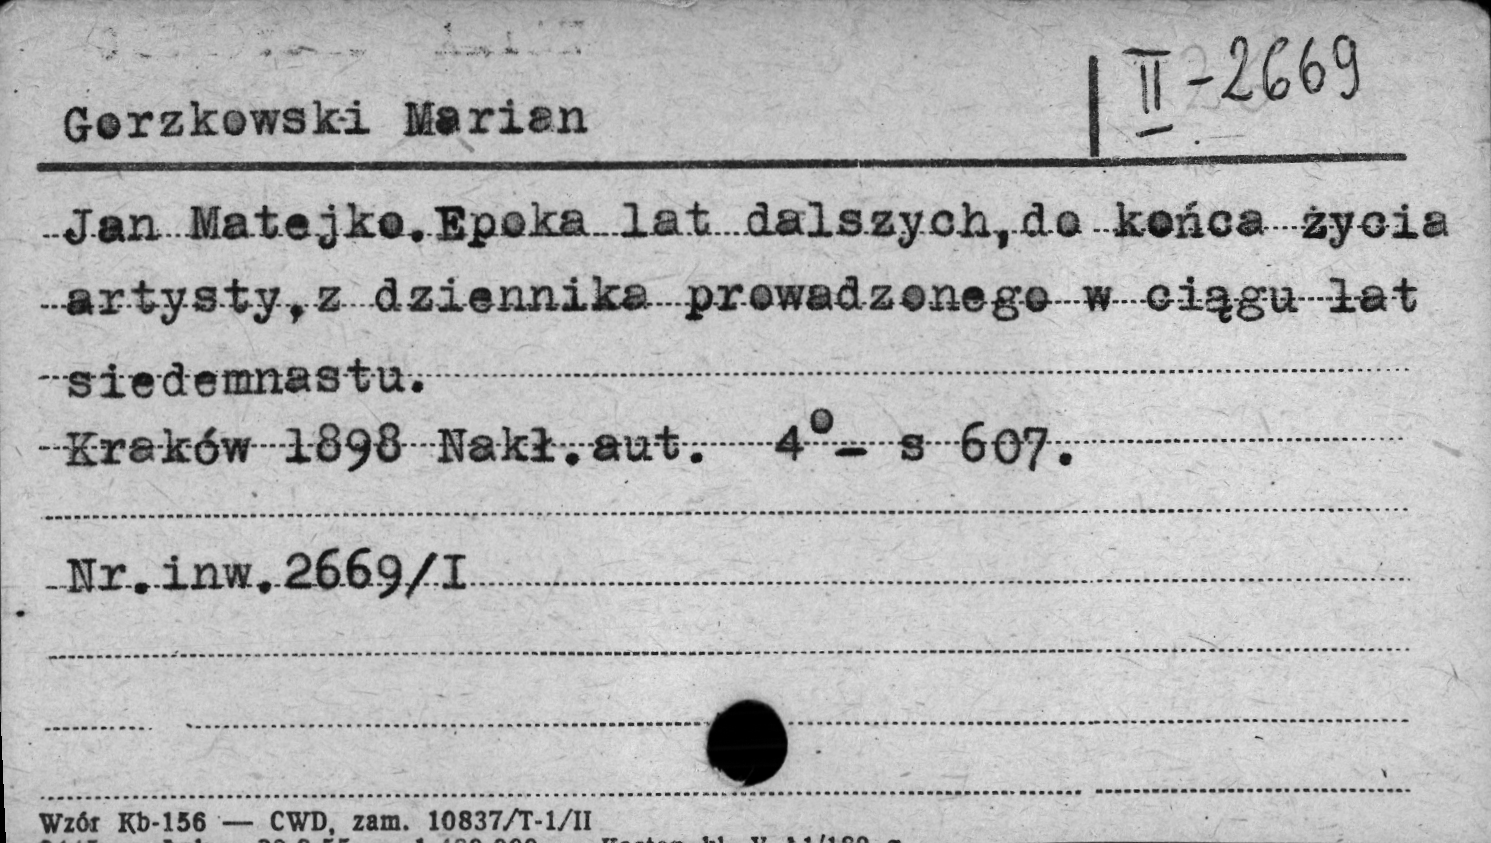 II-2669
Gorzkowski Marian
Jan Matejko.Epoka lat dalszych,do końca życia
artysty,z dziennika prowadzonego w ciągu lat
siedemnastu.
Kraków 1898 Nakł.aut. 4°- s 607.
Nr.inw.2669/I
Wzór Kb-156 — CWD, zam. 10837/T-1/II